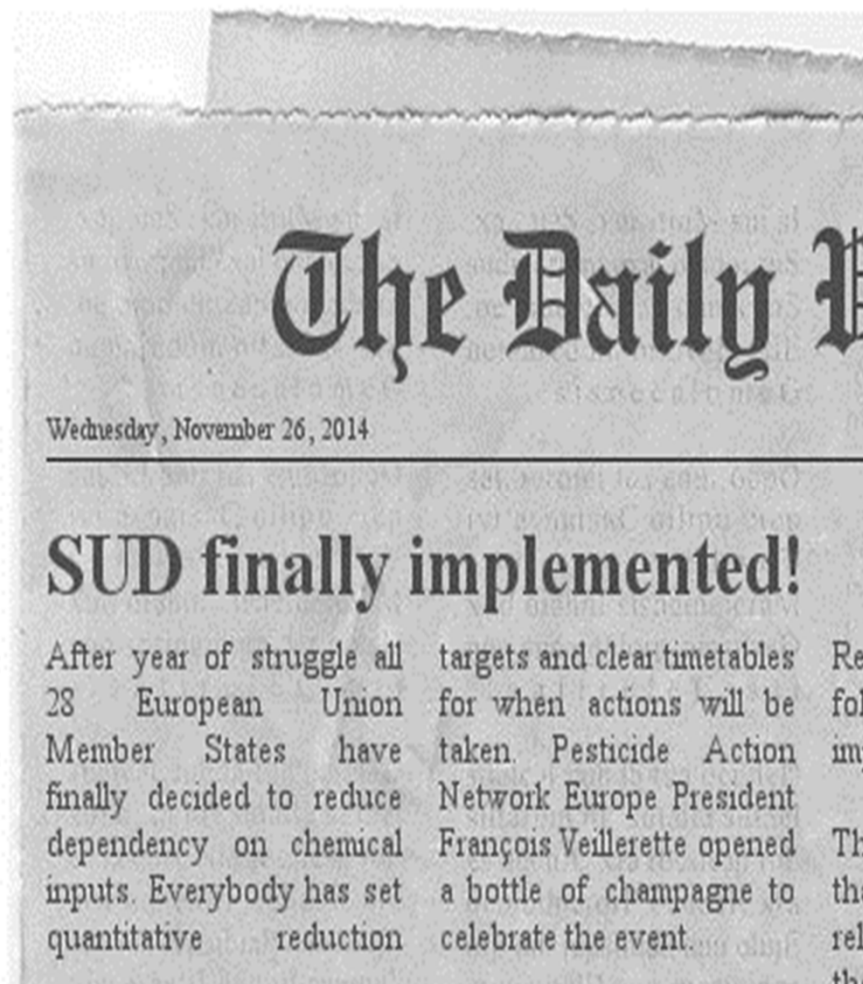 The Daily
Wednesday, November 26, 2014
SUD finally implemented!
After year of struggle all
28 European Union
Member States have
finally decided to reduce
dependency on chemical
inputs. Everybody has set
quantitative reduction
targets and clear timetables
for when actions will be
taken. Pesticide Action
Network Europe President
François Veillerette opened
a bottle of champagne to
celebrate the event.